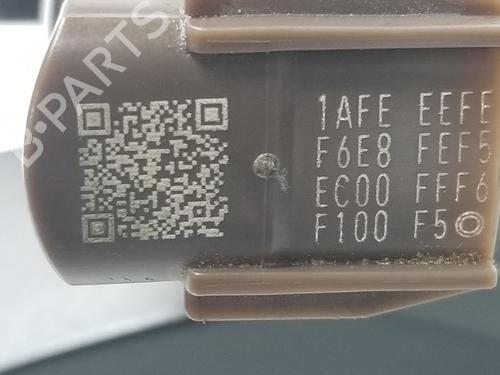 B-PARTS
1AFE EEFE
F6E8 FEF5
EC00 FFF6
F100 F5